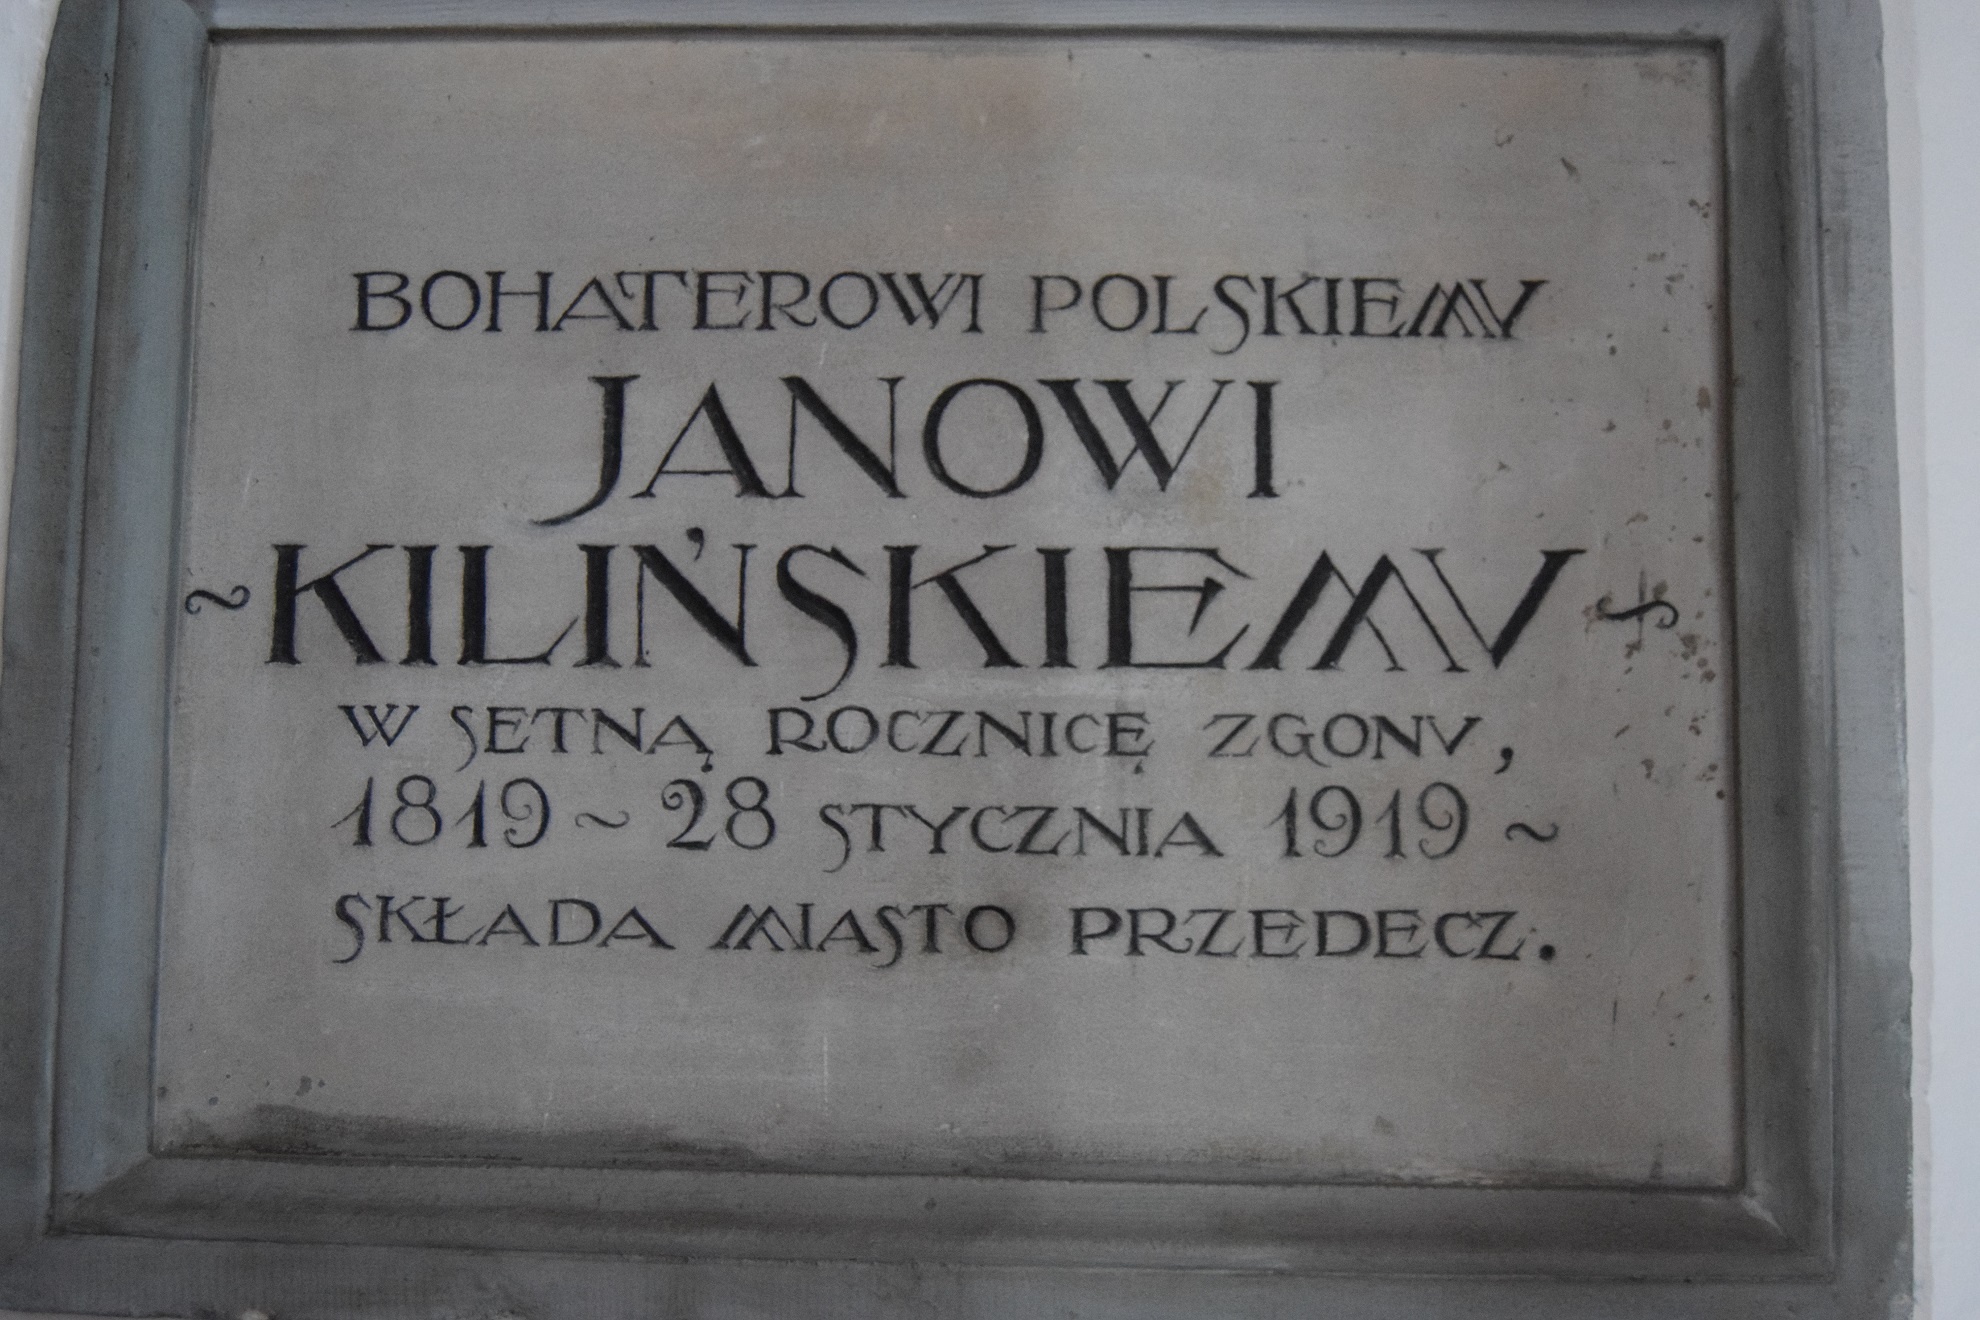 BOHATEROWI POLSKIEMV
JANOWI
~KILIŃSKIEMV~
W SETNĄ ROCZNICĘ ZGONV,
1819 ~ 28 STYCZNIA 1919 ~
SKŁADA MIASTO PRZEDECZ.